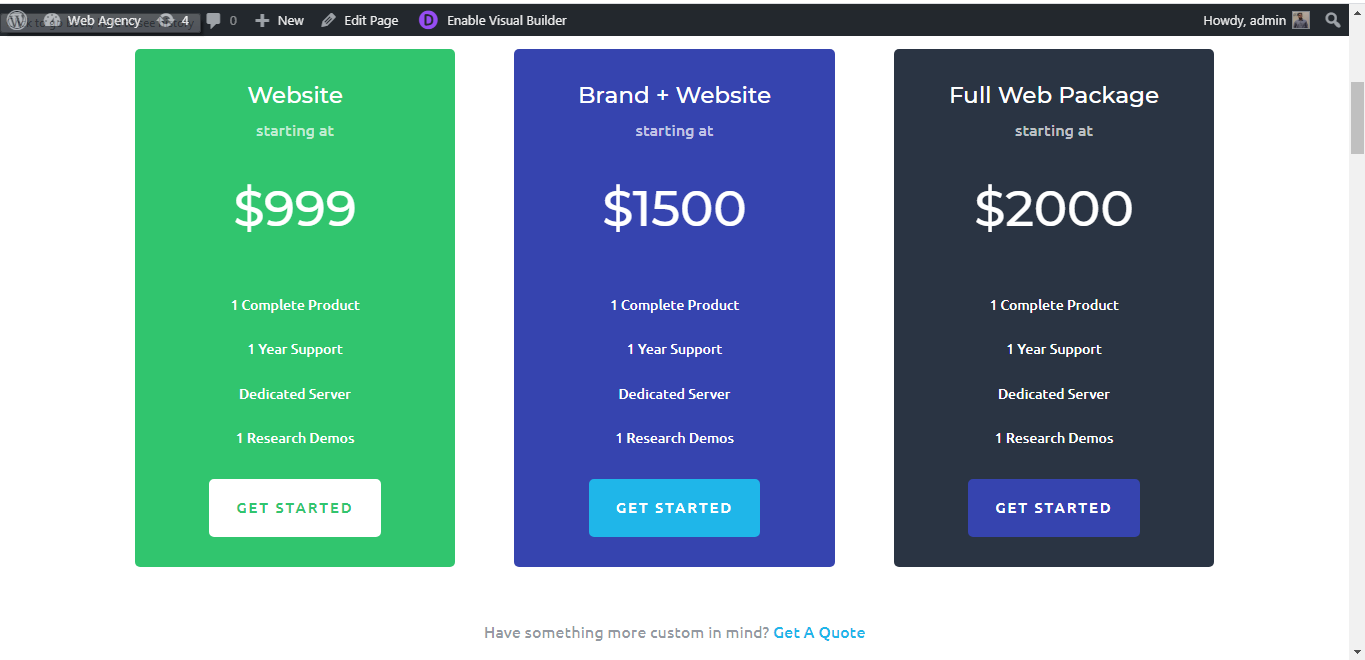 Web Agency 4 0 New Edit Page Enable Visual Builder Howdy, admin
Website
starting at
$999
1 Complete Product
1 Year Support
Dedicated Server
1 Research Demos
GET STARTED
Brand + Website
starting at
$1500
1 Complete Product
1 Year Support
Dedicated Server
1 Research Demos
GET STARTED
Full Web Package
starting at
$2000
1 Complete Product
1 Year Support
Dedicated Server
1 Research Demos
GET STARTED
Have something more custom in mind? Get A Quote